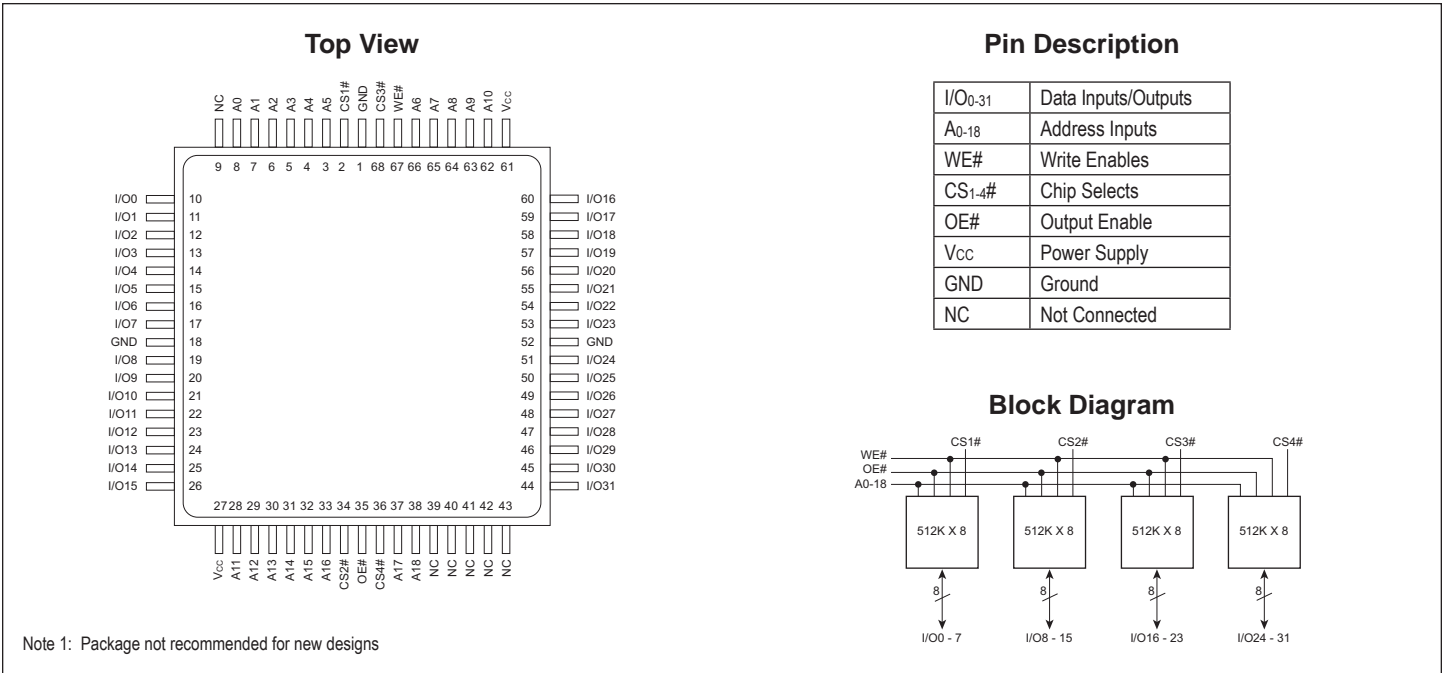 Top View
NC A0 A1 A2 A3 A4 A5 CS1# GND CS3# WE# A6 A7 A8 A9 A10 Vcc
9 8 7 6 5 4 3 2 1 68 67 66 65 64 63 62 61
I/O0 10 60 I/O16
I/O1 11 59 I/O17
I/O2 12 58 I/O18
I/O3 13 57 I/O19
I/O4 14 56 I/O20
I/O5 15 55 I/O21
I/O6 16 54 I/O22
I/O7 17 53 I/O23
GND 18 52 GND
I/O8 19 51 I/O24
I/O9 20 50 I/O25
I/O10 21 49 I/O26
I/O11 22 48 I/O27
I/O12 23 47 I/O28
I/O13 24 46 I/O29
I/O14 25 45 I/O30
I/O15 26 44 I/O31
27 28 29 30 31 32 33 34 35 36 37 38 39 40 41 42 43
Vcc A11 A12 A13 A14 A15 A16 CS2# OE# CS4# A17 A18 NC NC NC NC NC
Note 1: Package not recommended for new designs
Pin Description
I/O0-31 Data Inputs/Outputs
A0-18 Address Inputs
WE# Write Enables
CS1-4# Chip Selects
OE# Output Enable
Vcc Power Supply
GND Ground
NC Not Connected
Block Diagram
CS1# CS2# CS3# CS4#
WE#
OE#
A0-18
512K X 8 512K X 8 512K X 8 512K X 8
8 8 8 8
I/O0 - 7 I/O8 - 15 I/O16 - 23 I/O24 - 31